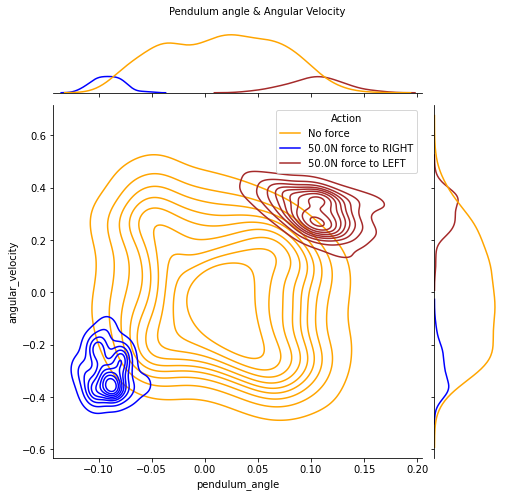 Pendulum angle & Angular Velocity
Action
No force
50.0N force to RIGHT
50.0N force to LEFT
0.6
0.4
0.2
0.0
−0.2
−0.4
−0.6
angular_velocity
−0.10
−0.05
0.00
0.05
0.10
0.15
0.20
pendulum_angle